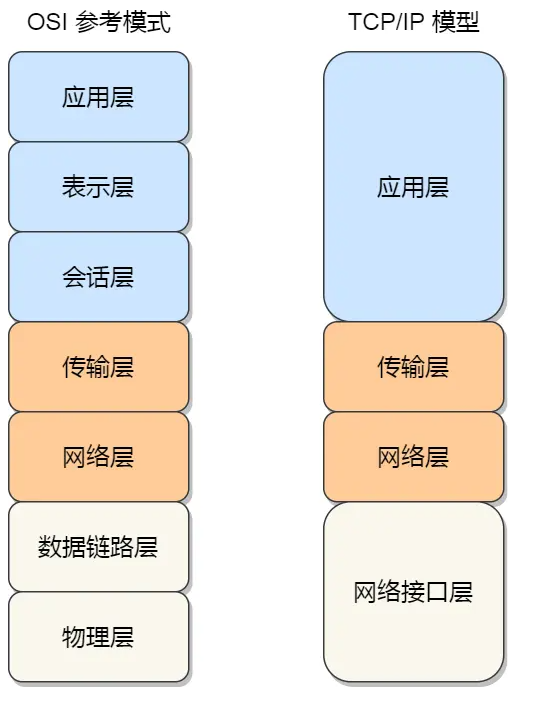 OSI 参考模式
应用层
表示层
会话层
传输层
网络层
数据链路层
物理层
TCP/IP 模型
应用层
传输层
网络层
网络接口层